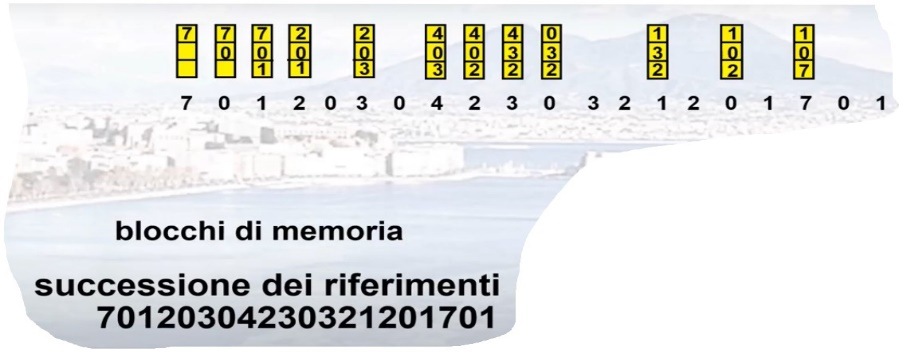 7 7 7 2 2 4 4 4 0 1 1 1
0 0 0 0 0 0 3 3 3 0 0
1 1 3 3 2 2 2 2 2 7
7 0 1 2 0 3 0 4 2 3 0 3 2 1 2 0 1 7 0 1
blocchi di memoria
successione dei riferimenti
70120304230321201701